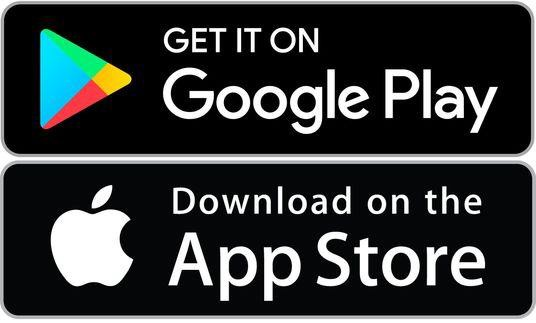 GET IT ON
Google Play
Download on the
App Store